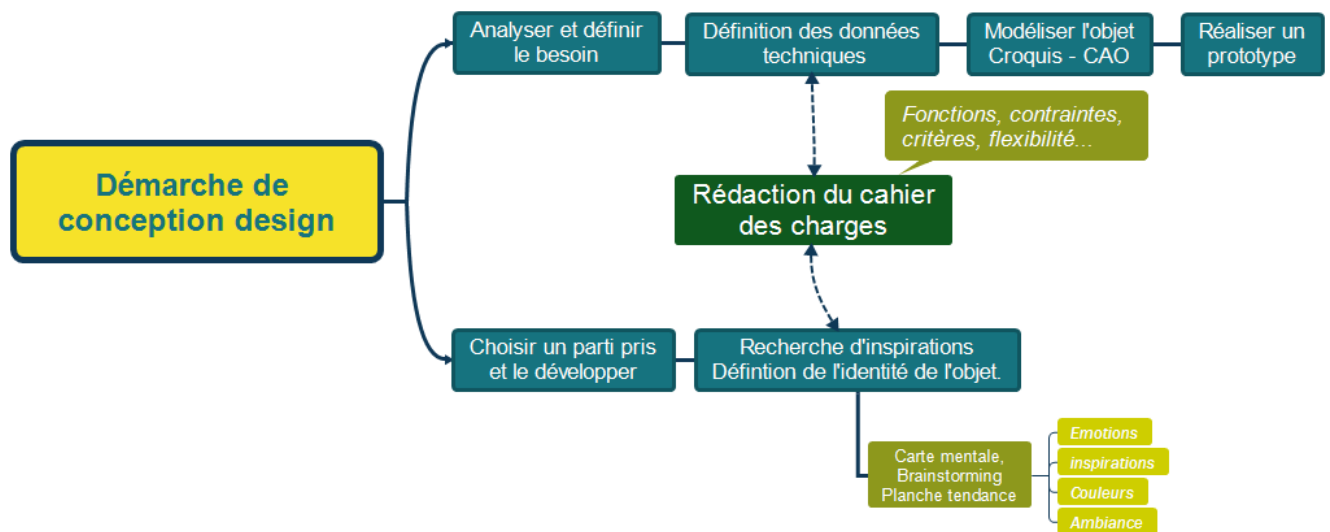 Analyser et définir
le besoin
Définition des données
techniques
Modéliser l'objet
Croquis - CAO
Réaliser un
prototype
Fonctions, contraintes,
critères, flexibilité...
Démarche de
conception design
Rédaction du cahier
des charges
Choisir un parti pris
et le développer
Recherche d'inspirations
Défintion de l'identité de l'objet.
Carte mentale,
Brainstorming
Planche tendance
Emotions
inspirations
Couleurs
Ambiance